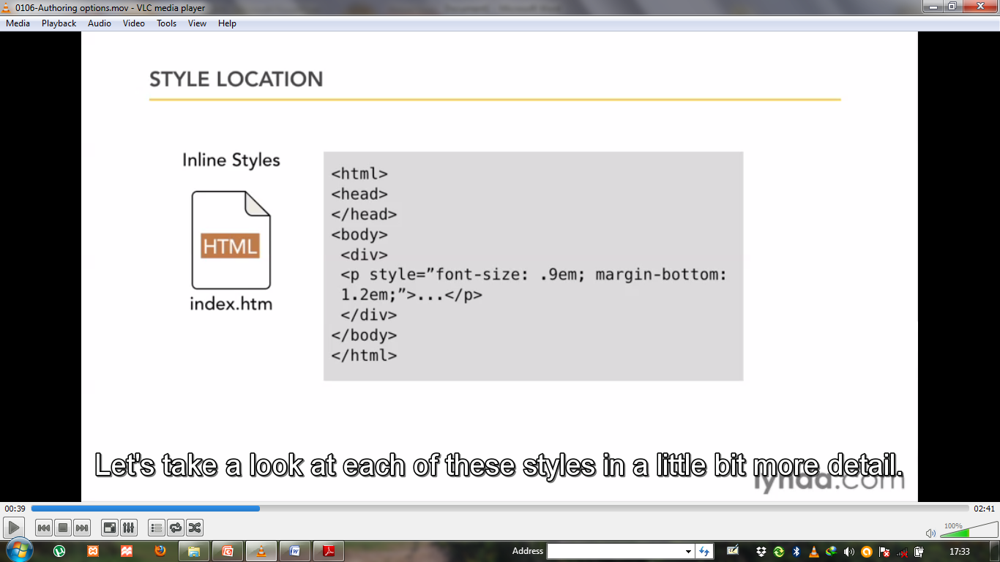 0106-Authoring options.mov - VLC media player
Media Playback Audio Video Tools View Help
STYLE LOCATION
Inline Styles
HTML
index.htm
<html>
<head>
</head>
<body>
<div>
<p style=”font-size: .9em; margin-bottom:
1.2em;”>...</p>
</div>
</body>
</html>
Let's take a look at each of these styles in a little bit more detail.
lynda.com
00:39
02:41
100%
Address
17:33